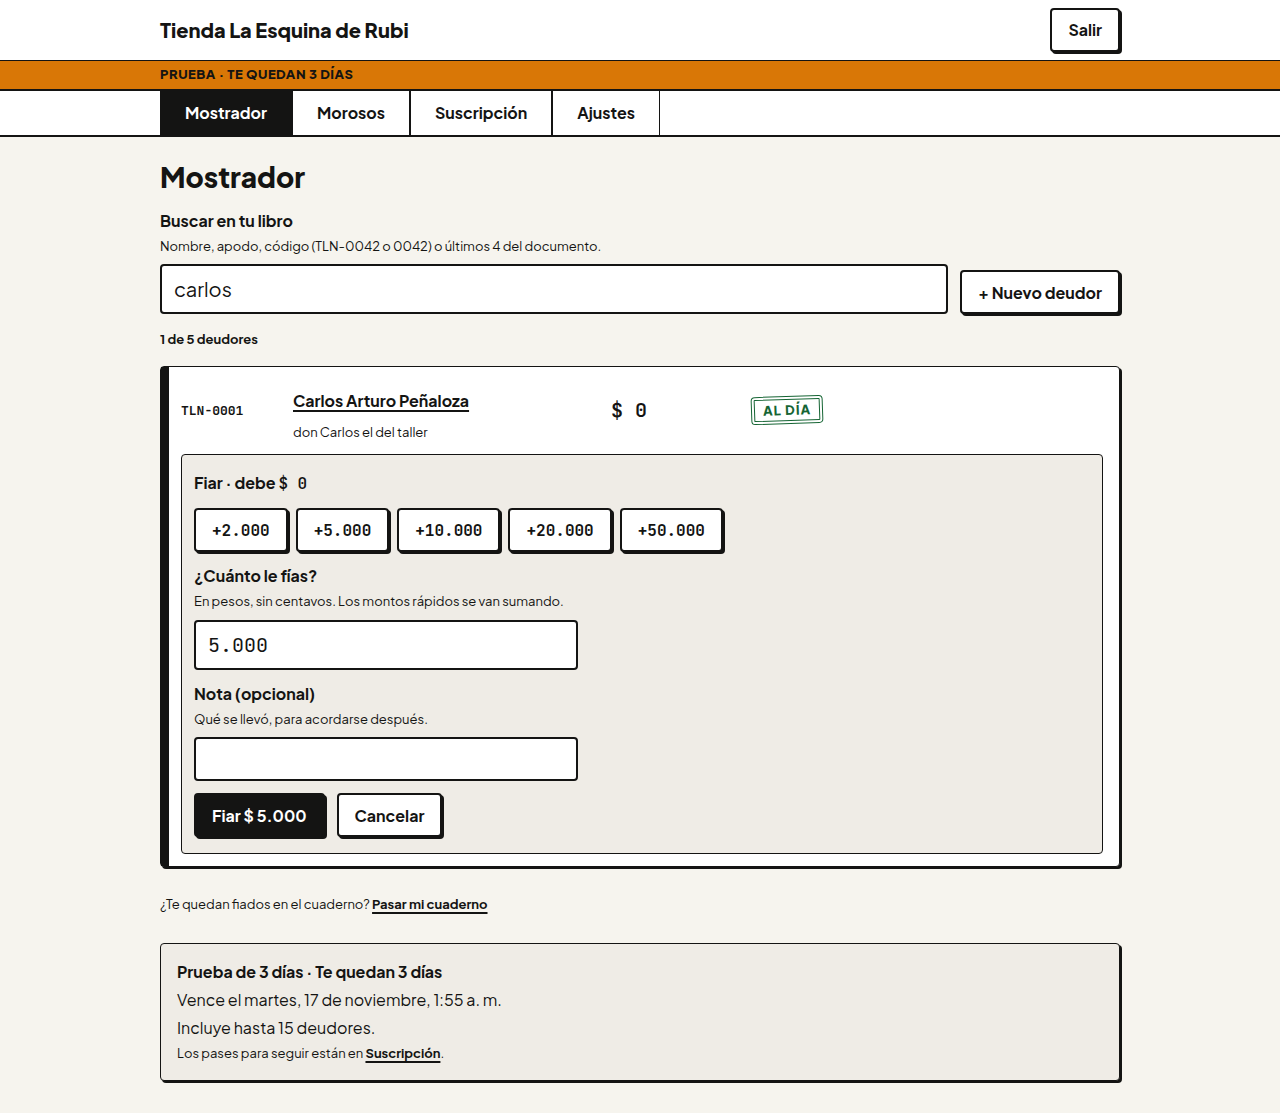 Tienda La Esquina de Rubi
Salir
PRUEBA · TE QUEDAN 3 DÍAS
Mostrador
Morosos
Suscripción
Ajustes
Mostrador
Buscar en tu libro
Nombre, apodo, código (TLN-0042 o 0042) o últimos 4 del documento.
carlos
+ Nuevo deudor
1 de 5 deudores
TLN-0001
Carlos Arturo Peñaloza
don Carlos el del taller
$ 0
AL DÍA
Fiar · debe $ 0
+2.000
+5.000
+10.000
+20.000
+50.000
¿Cuánto le fías?
En pesos, sin centavos. Los montos rápidos se van sumando.
5.000
Nota (opcional)
Qué se llevó, para acordarse después.
Fiar $ 5.000
Cancelar
¿Te quedan fiados en el cuaderno? Pasar mi cuaderno
Prueba de 3 días · Te quedan 3 días
Vence el martes, 17 de noviembre, 1:55 a. m.
Incluye hasta 15 deudores.
Los pases para seguir están en Suscripción.